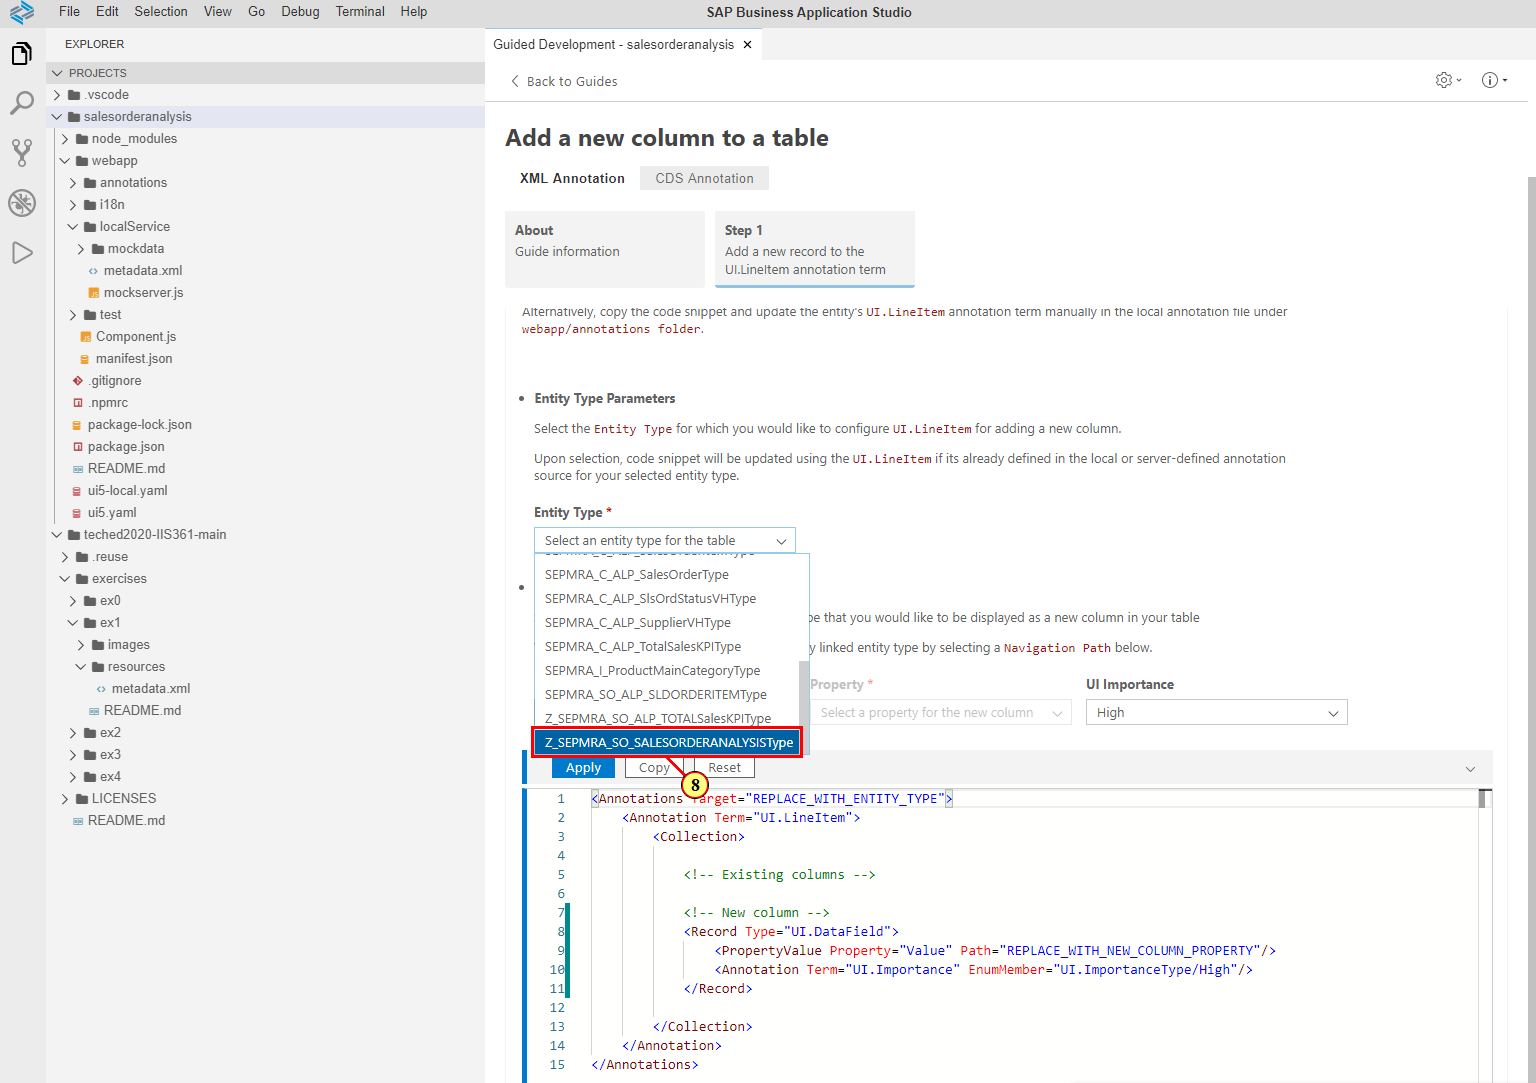 File Edit Selection View Go Debug Terminal Help
SAP Business Application Studio
EXPLORER
PROJECTS
.vscode
salesorderanalysis
node_modules
webapp
annotations
i18n
localService
mockdata
metadata.xml
mockserver.js
test
Component.js
manifest.json
.gitignore
.npmrc
package-lock.json
package.json
README.md
ui5-local.yaml
ui5.yaml
teched2020-IIS361-main
.reuse
exercises
ex0
ex1
images
resources
metadata.xml
README.md
ex2
ex3
ex4
LICENSES
README.md
Guided Development - salesorderanalysis
Back to Guides
Add a new column to a table
XML Annotation
CDS Annotation
About
Guide information
Step 1
Add a new record to the
UI.LineItem annotation term
Alternatively, copy the code snippet and update the entity's UI.LineItem annotation term manually in the local annotation file under
webapp/annotations folder.
Entity Type Parameters
Select the Entity Type for which you would like to configure UI.LineItem for adding a new column.
Upon selection, code snippet will be updated using the UI.LineItem if its already defined in the local or server-defined annotation
source for your selected entity type.
Entity Type *
Select an entity type for the table
SEPMRA_C_ALP_SalesOrderType
SEPMRA_C_ALP_SlsOrdStatusVHType
SEPMRA_C_ALP_SupplierVHType
SEPMRA_C_ALP_TotalSalesKPIType
SEPMRA_I_ProductMainCategoryType
SEPMRA_SO_ALP_SLDORDERITEMType
Z_SEPMRA_SO_ALP_TOTALSalesKPIType
Z_SEPMRA_SO_SALESORDERANALYSISType
that you would like to be displayed as a new column in your table
linked entity type by selecting a Navigation Path below.
Property *
Select a property for the new column
UI Importance
High
Apply
Copy
Reset
8
1 <Annotations Target="REPLACE_WITH_ENTITY_TYPE">
2 <Annotation Term="UI.LineItem">
3 <Collection>
4
5 <!-- Existing columns -->
6
7 <!-- New column -->
8 <Record Type="UI.DataField">
9 <PropertyValue Property="Value" Path="REPLACE_WITH_NEW_COLUMN_PROPERTY"/>
10 <Annotation Term="UI.Importance" EnumMember="UI.ImportanceType/High"/>
11 </Record>
12
13 </Collection>
14 </Annotation>
15 </Annotations>